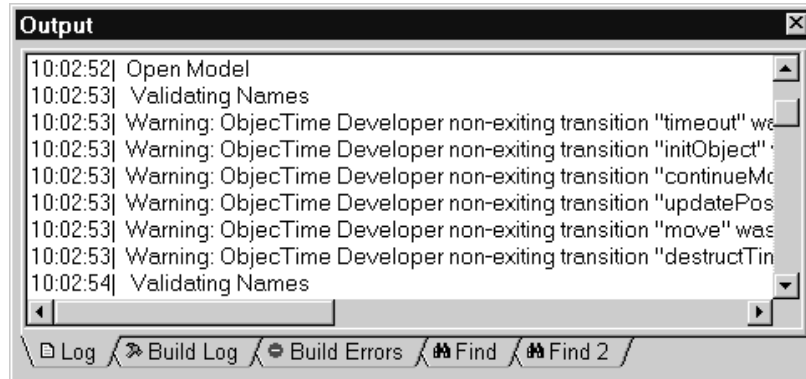 Output
10:02:52| Open Model
10:02:53| Validating Names
10:02:53| Warning: ObjecTime Developer non-exiting transition "timeout"
10:02:53| Warning: ObjecTime Developer non-exiting transition "initObject"
10:02:53| Warning: ObjecTime Developer non-exiting transition
10:02:53| Warning: ObjecTime Developer non-exiting transition
10:02:53| Warning: ObjecTime Developer non-exiting transition "move" was
10:02:53| Warning: ObjecTime Developer non-exiting transition
10:02:54| Validating Names
Log Build Log Build Errors Find Find 2